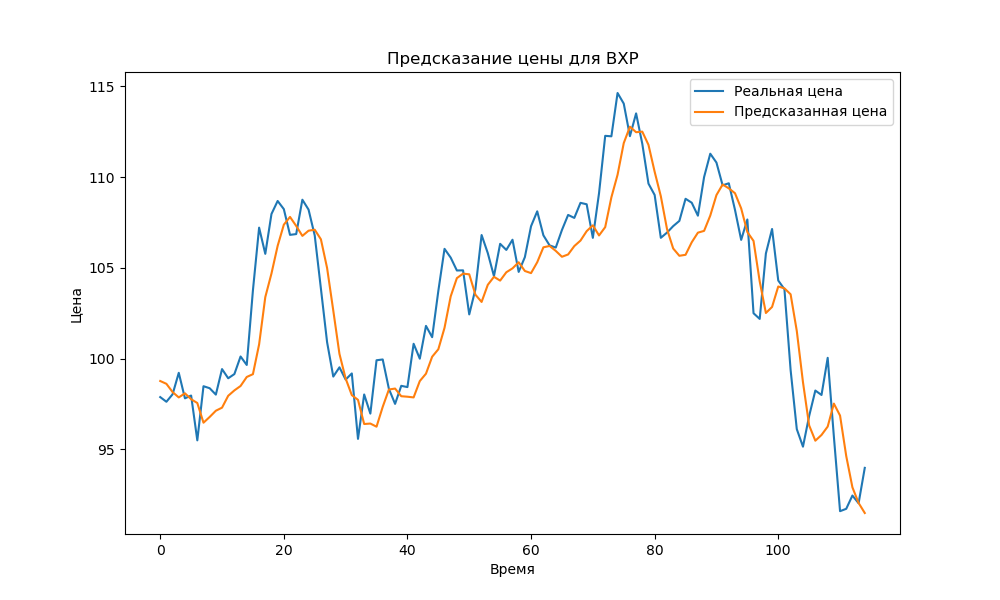 Предсказание цены для BXP
Реальная цена
Предсказанная цена
Цена
115
110
105
100
95
0 20 40 60 80 100
Время